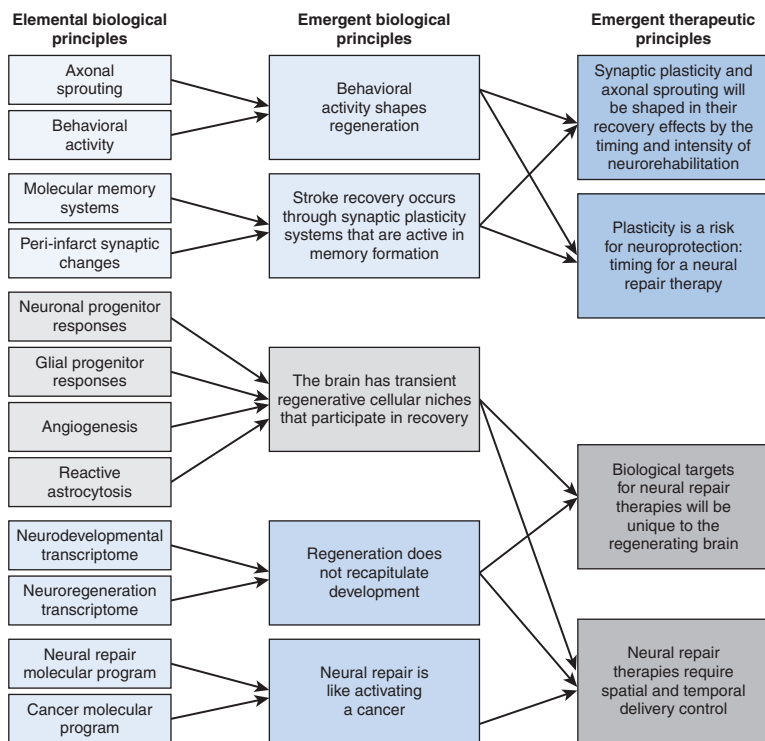 Elemental biological
principles
Emergent biological
principles
Emergent therapeutic
principles
Axonal
sprouting
Behavioral
activity
Molecular memory
systems
Peri-infarct synaptic
changes
Neuronal progenitor
responses
Glial progenitor
responses
Angiogenesis
Reactive
astrocytosis
Neurodevelopmental
transcriptome
Neuroregeneration
transcriptome
Neural repair
molecular program
Cancer molecular
program
Behavioral
activity shapes
regeneration
Stroke recovery occurs
through synaptic plasticity
systems that are active in
memory formation
The brain has transient
regenerative cellular niches
that participate in recovery
Regeneration does
not recapitulate
development
Neural repair is
like activating
a cancer
Synaptic plasticity and
axonal sprouting will
be shaped in their
recovery effects by the
timing and intensity of
neurorehabilitation
Plasticity is a risk
for neuroprotection:
timing for a neural
repair therapy
Biological targets
for neural repair
therapies will be
unique to the
regenerating brain
Neural repair
therapies require
spatial and temporal
delivery control